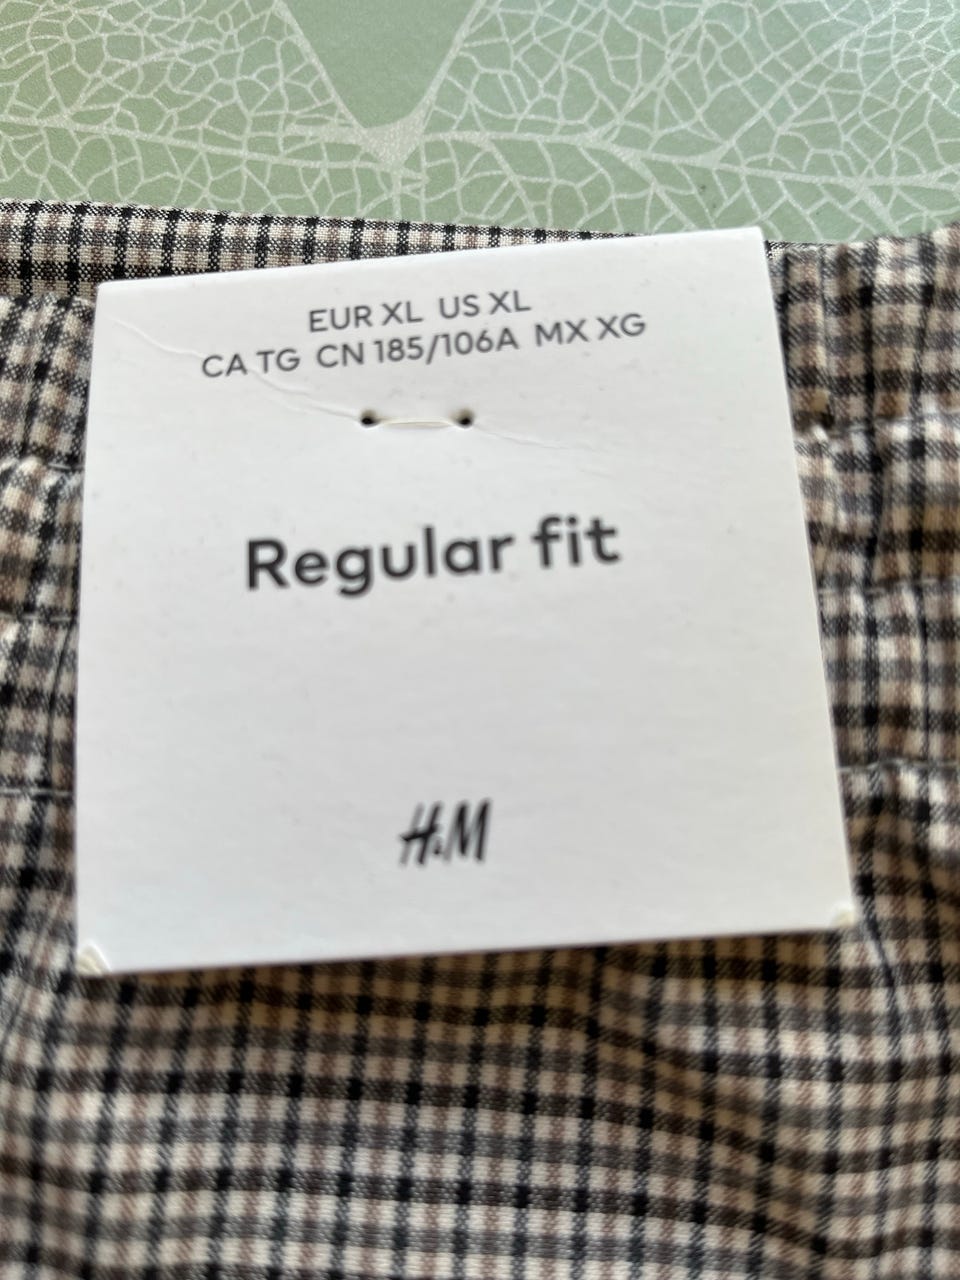 EUR XL US XL
CA TG CN 185/106A MX XG
Regular fit
H&M